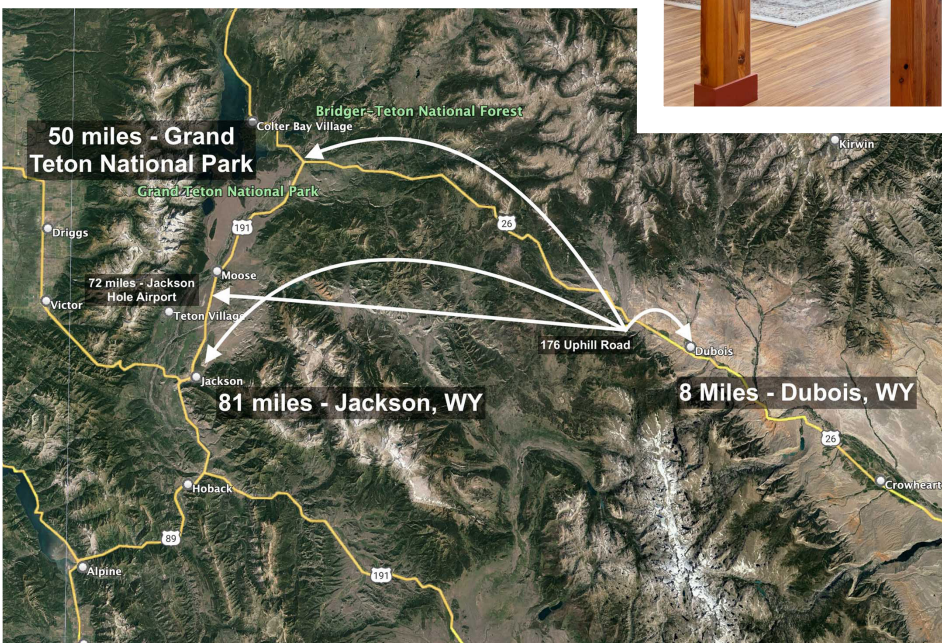 Bridger-Teton National Forest
Colter Bay Village
50 miles - Grand
Teton National Park
Kirwin
Grand Teton National Park
26
191
Driggs
Moose
72 miles - Jackson
Hole Airport
Victor
Teton Village
176 Uphill Road
Dubois
Jackson
81 miles - Jackson, WY
8 Miles - Dubois, WY
26
Hoback
Crowheart
89
Alpine
191